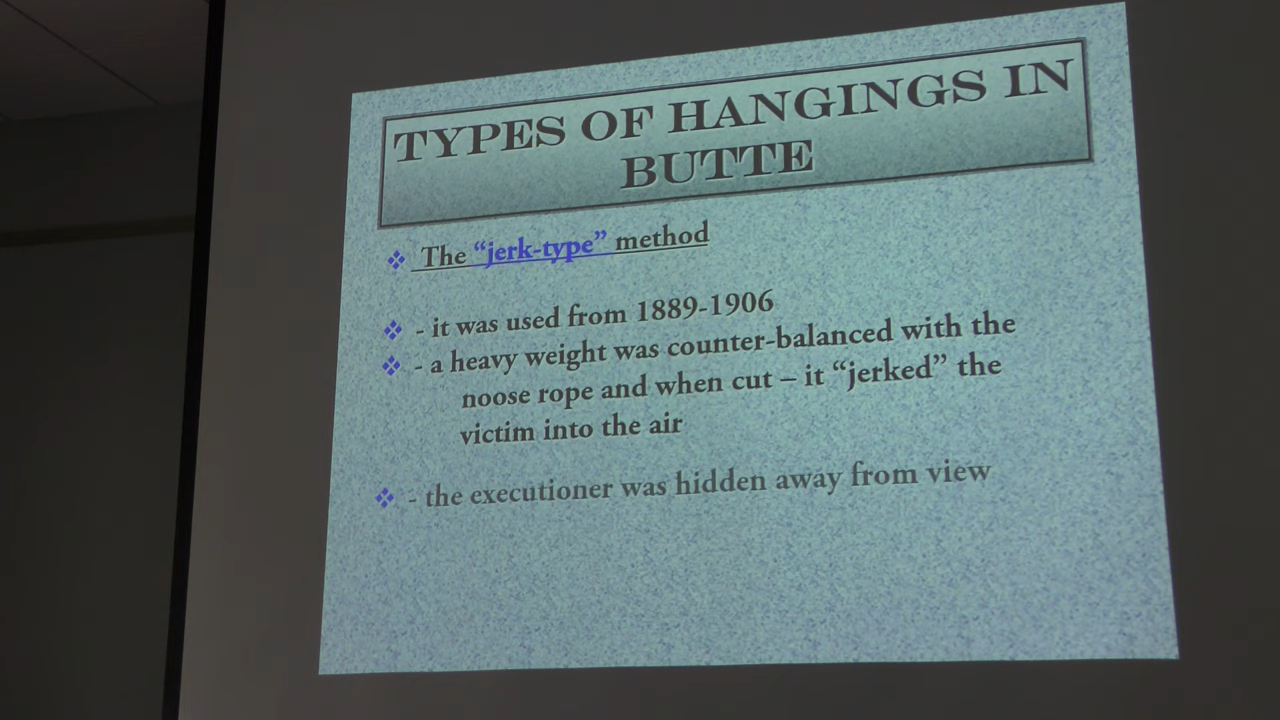 TYPES OF HANGINGS IN
BUTTE
❖ The “jerk-type” method
❖ - it was used from 1889-1906
❖ - a heavy weight was counter-balanced with the
noose rope and when cut – it “jerked” the
victim into the air
❖ - the executioner was hidden away from view